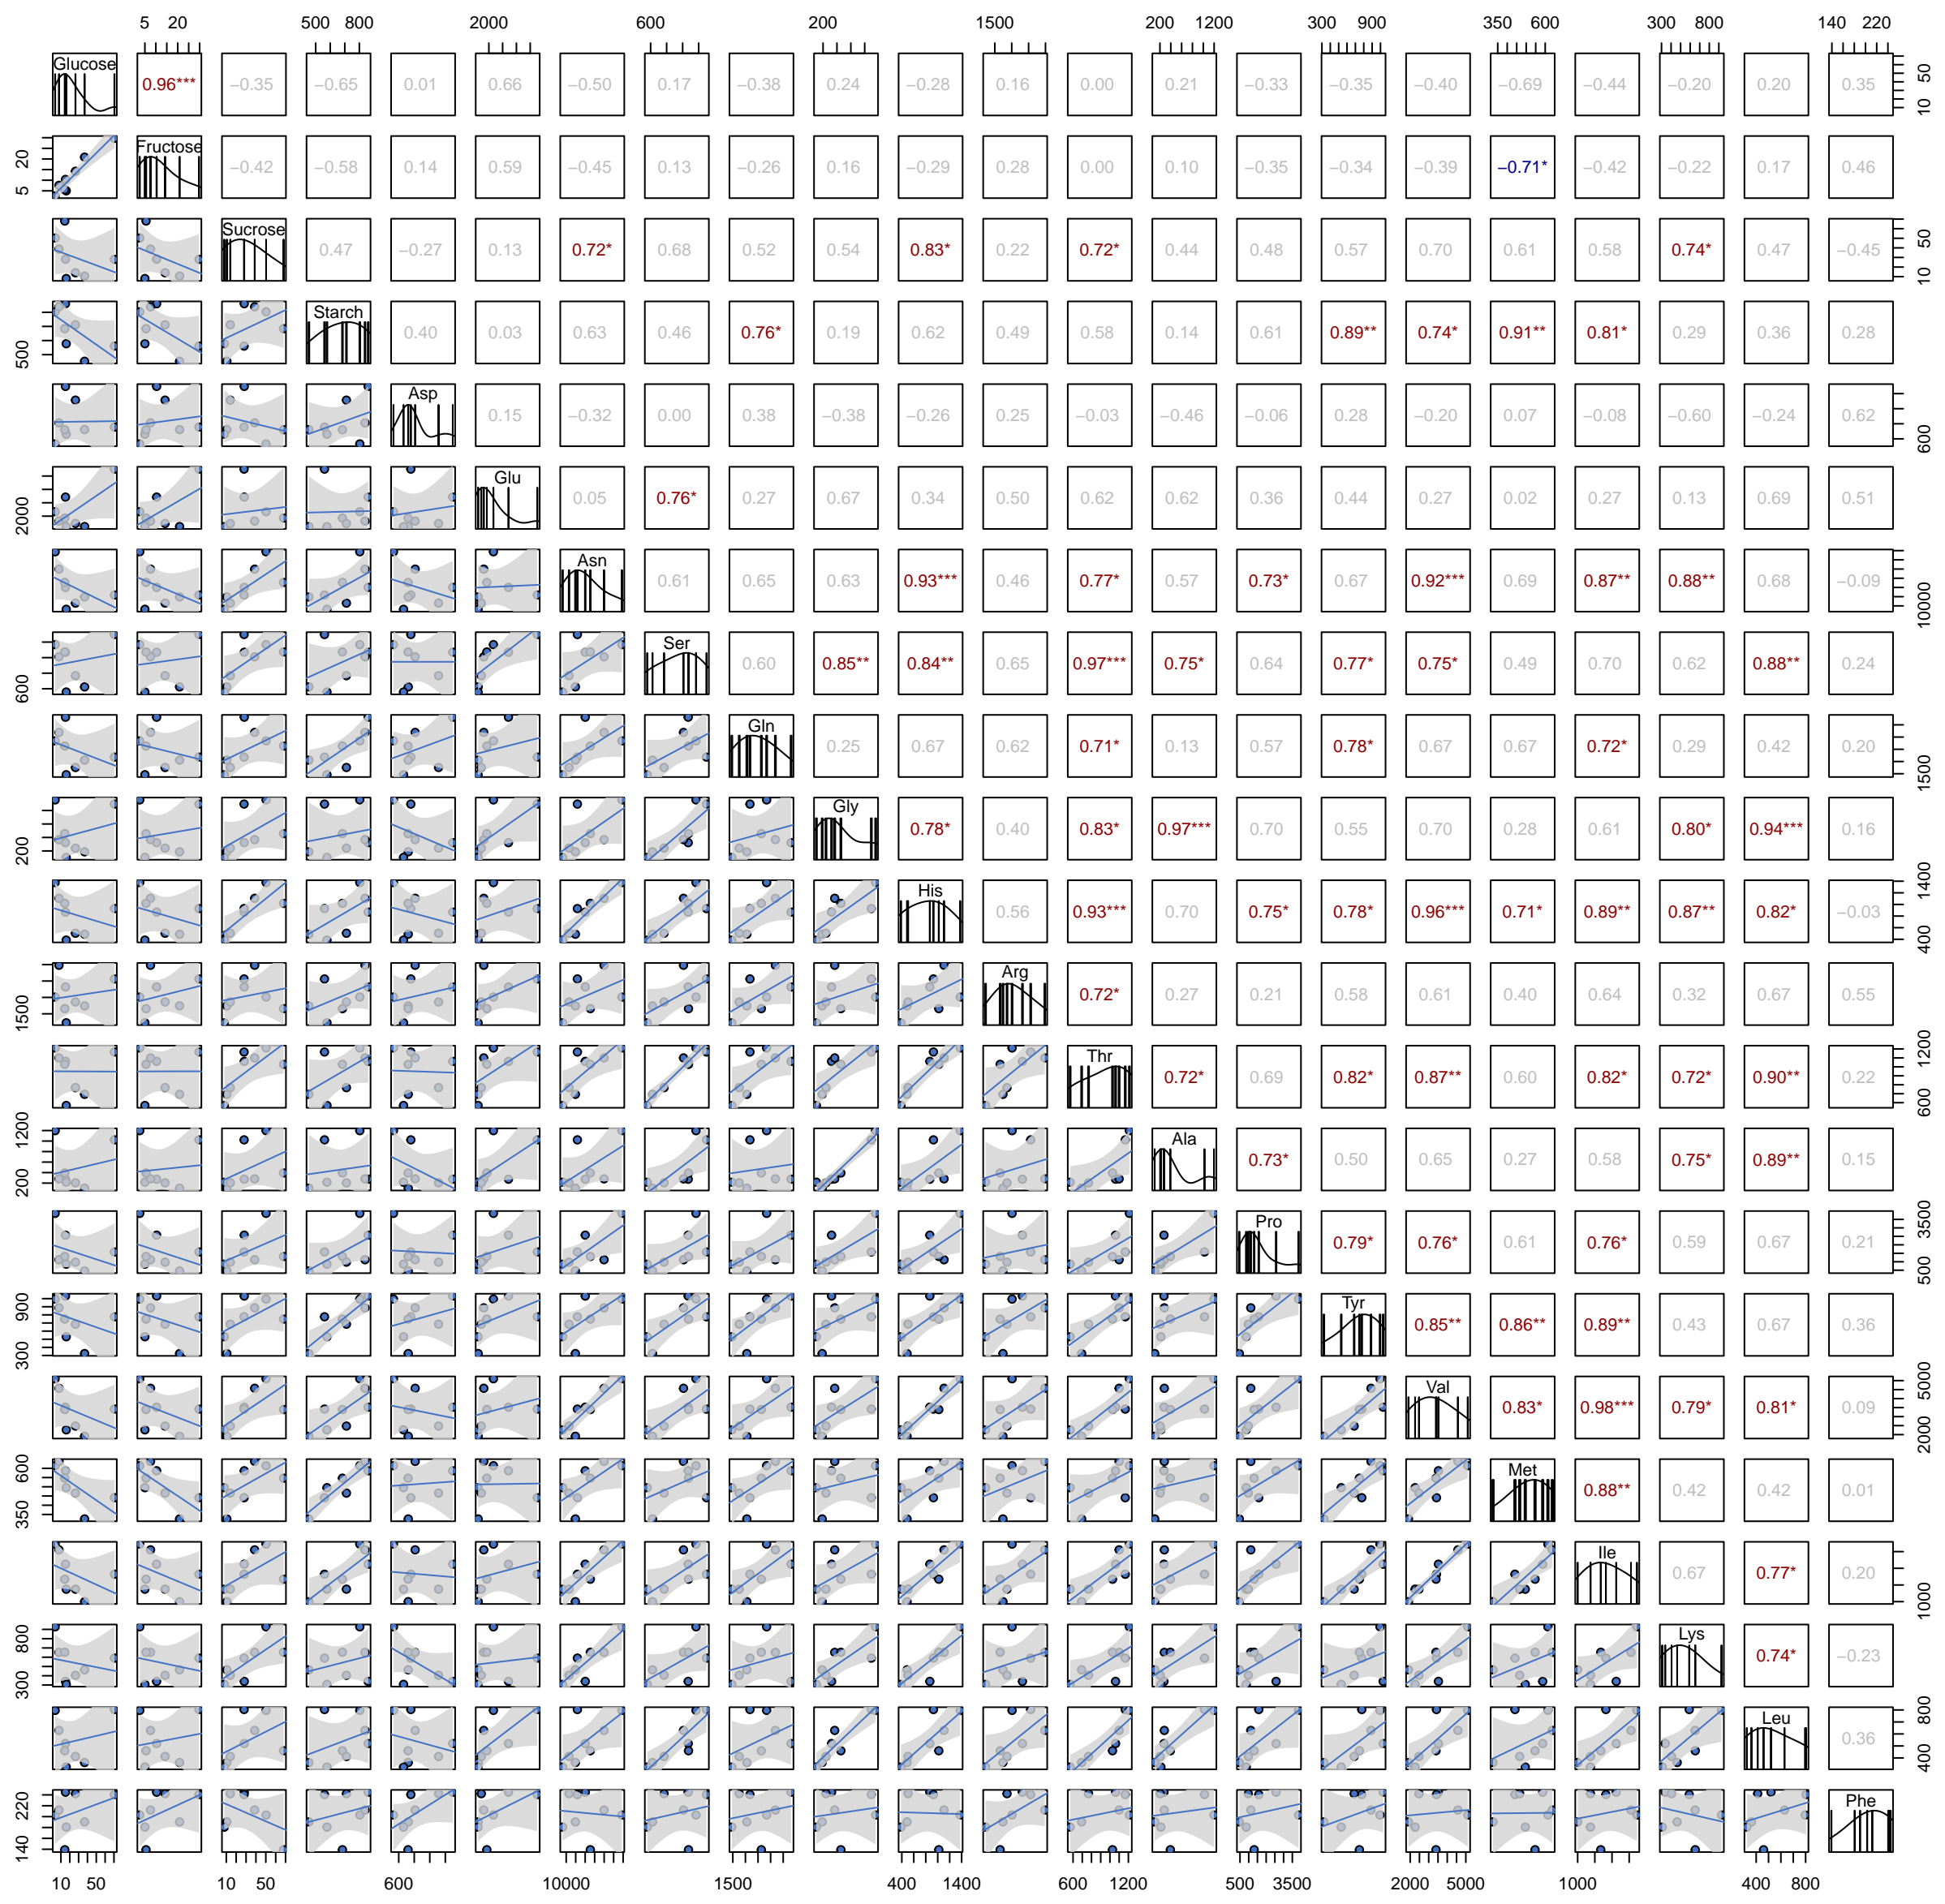 5 20 500 800 2000 600 200 1500 200 1200 300 900 350 600 300 800 140 220
Glucose 0.96*** −0.35 −0.65 0.01 0.66 −0.50 0.17 −0.38 0.24 −0.28 0.16 0.00 0.21 −0.33 −0.35 −0.40 −0.69 −0.44 −0.20 0.20 0.35 10 50
5 20 Fructose −0.42 −0.58 0.14 0.59 −0.45 0.13 −0.26 0.16 −0.29 0.28 0.00 0.10 −0.35 −0.34 −0.39 −0.71* −0.42 −0.22 0.17 0.46
Sucrose 0.47 −0.27 0.13 0.72* 0.68 0.52 0.54 0.83* 0.22 0.72* 0.44 0.48 0.57 0.70 0.61 0.58 0.74* 0.47 −0.45 10 50
500 Starch 0.40 0.03 0.63 0.46 0.76* 0.19 0.62 0.49 0.58 0.14 0.61 0.89** 0.74* 0.91** 0.81* 0.29 0.36 0.28
Asp 0.15 −0.32 0.00 0.38 −0.38 −0.26 0.25 −0.03 −0.46 −0.06 0.28 −0.20 0.07 −0.08 −0.60 −0.24 0.62 600
2000 Glu 0.05 0.76* 0.27 0.67 0.34 0.50 0.62 0.62 0.36 0.44 0.27 0.02 0.27 0.13 0.69 0.51
Asn 0.61 0.65 0.63 0.93*** 0.46 0.77* 0.57 0.73* 0.67 0.92*** 0.69 0.87** 0.88** 0.68 −0.09 10000
600 Ser 0.60 0.85** 0.84** 0.65 0.97*** 0.75* 0.64 0.77* 0.75* 0.49 0.70 0.62 0.88** 0.24
Gln 0.25 0.67 0.62 0.71* 0.13 0.57 0.78* 0.67 0.67 0.72* 0.29 0.42 0.20 1500
200 Gly 0.78* 0.40 0.83* 0.97*** 0.70 0.55 0.70 0.28 0.61 0.80* 0.94*** 0.16
His 0.56 0.93*** 0.70 0.75* 0.78* 0.96*** 0.71* 0.89** 0.87** 0.82* −0.03 400 1400
1500 Arg 0.72* 0.27 0.21 0.58 0.61 0.40 0.64 0.32 0.67 0.55
Thr 0.72* 0.69 0.82* 0.87** 0.60 0.82* 0.72* 0.90** 0.22 600 1200
200 1200 Ala 0.73* 0.50 0.65 0.27 0.58 0.75* 0.89** 0.15
Pro 0.79* 0.76* 0.61 0.76* 0.59 0.67 0.21 500 3500
300 900 Tyr 0.85** 0.86** 0.89** 0.43 0.67 0.36
Val 0.83* 0.98*** 0.79* 0.81* 0.09 2000 5000
350 600 Met 0.88** 0.42 0.42 0.01
Ile 0.67 0.77* 0.20 1000
300 800 Lys 0.74* −0.23
Leu 0.36 400 800
140 220 Phe
10 50 10 50 600 10000 1500 400 1400 600 1200 500 3500 2000 5000 1000 400 800